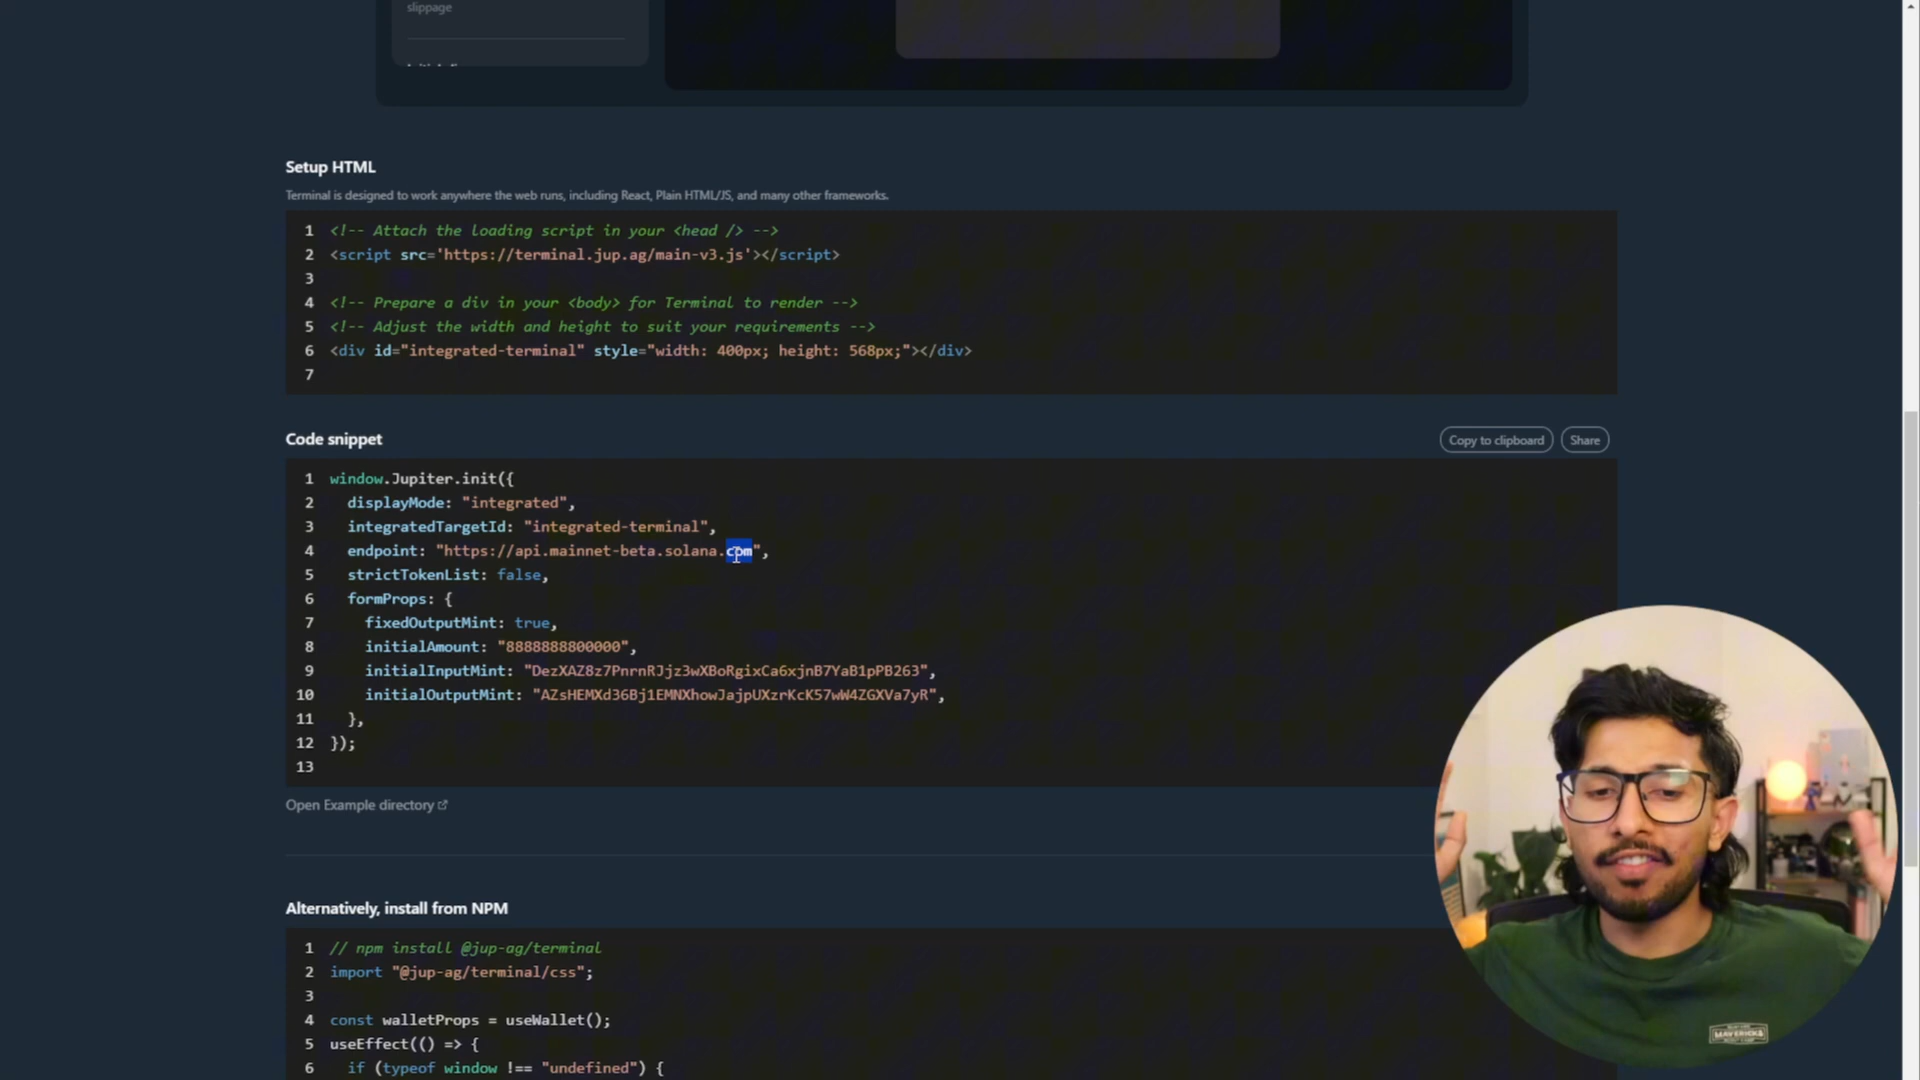 slippage
Setup HTML
Terminal is designed to work anywhere the web runs, including React, Plain HTML/JS, and many other frameworks.
1 <!-- Attach the loading script in your <head /> -->
2 <script src='https://terminal.jup.ag/main-v3.js'></script>
3
4 <!-- Prepare a div in your <body> for Terminal to render -->
5 <!-- Adjust the width and height to suit your requirements -->
6 <div id="integrated-terminal" style="width: 400px; height: 568px;"></div>
7
Code snippet
Copy to clipboard
Share
1 window.Jupiter.init({
2 displayMode: "integrated",
3 integratedTargetId: "integrated-terminal",
4 endpoint: "https://api.mainnet-beta.solana.com",
5 strictTokenList: false,
6 formProps: {
7 fixedOutputMint: true,
8 initialAmount: "8888888800000",
9 initialInputMint: "DezXAZ8z7PnrnRJjz3wXBoRgixCa6xjnB7YaB1pPB263",
10 initialOutputMint: "AZsHEMXd36Bj1EMNXhowJajpUXzrKcK57wW4ZGXVa7yR",
11 },
12 });
13
Open Example directory
Alternatively, install from NPM
1 // npm install @jup-ag/terminal
2 import "@jup-ag/terminal/css";
3
4 const walletProps = useWallet();
5 useEffect(() => {
6 if (typeof window !== "undefined") {
MAVERICKS